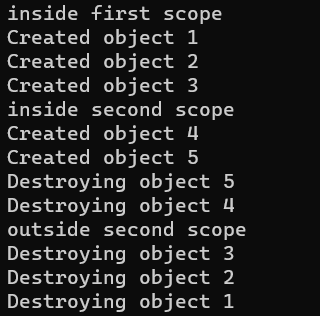 inside first scope
Created object 1
Created object 2
Created object 3
inside second scope
Created object 4
Created object 5
Destroying object 5
Destroying object 4
outside second scope
Destroying object 3
Destroying object 2
Destroying object 1